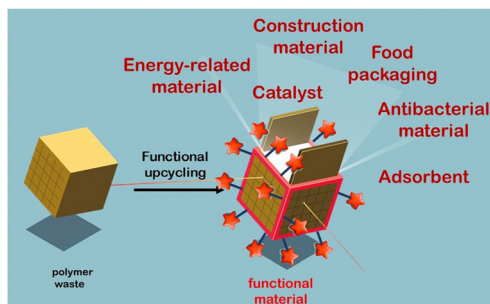 Construction
material
Food
packaging
Energy-related
material
Catalyst
Antibacterial
material
Adsorbent
Functional
upcycling
polymer
waste
functional
material